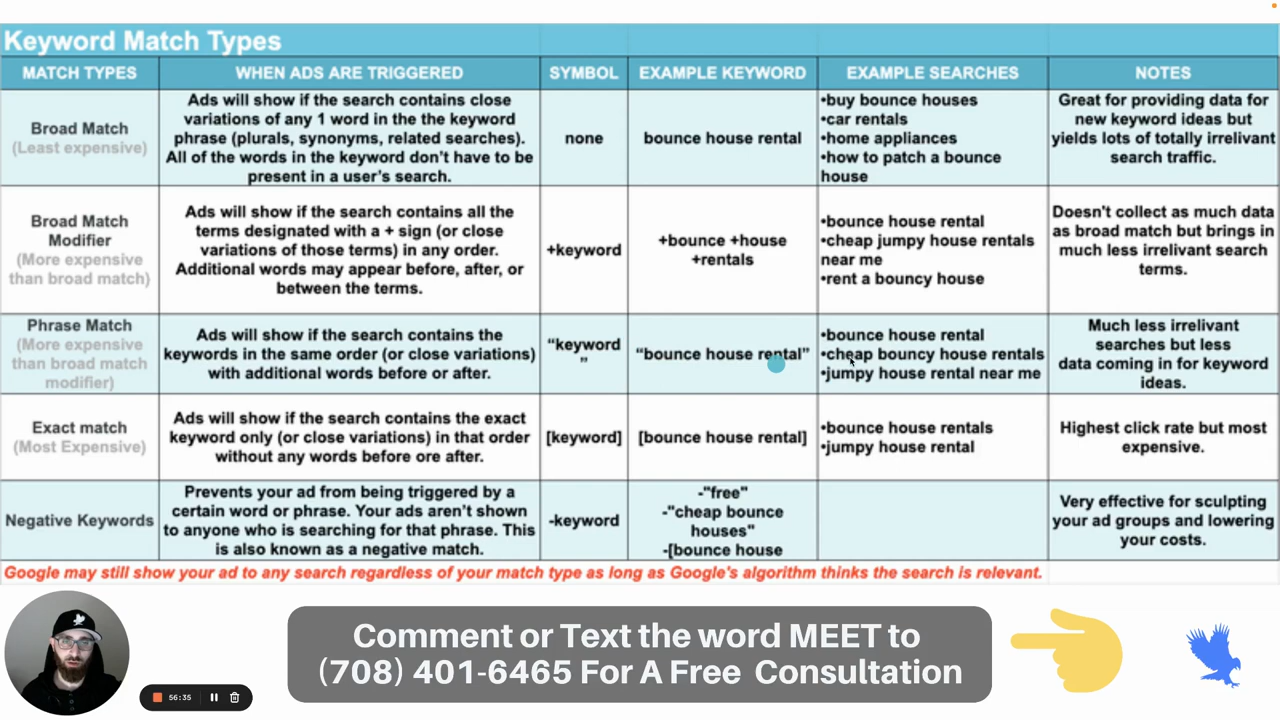 Keyword Match Types
MATCH TYPES
WHEN ADS ARE TRIGGERED
SYMBOL
EXAMPLE KEYWORD
EXAMPLE SEARCHES
NOTES
Broad Match
(Least expensive)
Ads will show if the search contains close
variations of any 1 word in the the keyword
phrase (plurals, synonyms, related searches).
All of the words in the keyword don't have to be
present in a user's search.
none
bounce house rental
•buy bounce houses
•car rentals
•home appliances
•how to patch a bounce
house
Great for providing data for
new keyword ideas but
yields lots of totally irrelivant
search traffic.
Broad Match
Modifier
(More expensive
than broad match)
Ads will show if the search contains all the
terms designated with a + sign (or close
variations of those terms) in any order.
Additional words may appear before, after, or
between the terms.
+keyword
+bounce +house
+rentals
•bounce house rental
•cheap jumpy house rentals
near me
•rent a bouncy house
Doesn't collect as much data
as broad match but brings in
much less irrelivant search
terms.
Phrase Match
(More expensive
than broad match
modifier)
Ads will show if the search contains the
keywords in the same order (or close variations)
with additional words before or after.
“keyword
”
“bounce house rental”
•bounce house rental
•cheap bouncy house rentals
•jumpy house rental near me
Much less irrelivant
searches but less
data coming in for keyword
ideas.
Exact match
(Most Expensive)
Ads will show if the search contains the exact
keyword only (or close variations) in that order
without any words before ore after.
[keyword]
[bounce house rental]
•bounce house rentals
•jumpy house rental
Highest click rate but most
expensive.
Negative Keywords
Prevents your ad from being triggered by a
certain word or phrase. Your ads aren't shown
to anyone who is searching for that phrase. This
is also known as a negative match.
-keyword
-"free"
-"cheap bounce
houses"
-[bounce house
Very effective for sculpting
your ad groups and lowering
your costs.
Google may still show your ad to any search regardless of your match type as long as Google's algorithm thinks the search is relevant.
Comment or Text the word MEET to
(708) 401-6465 For A Free Consultation
56:35